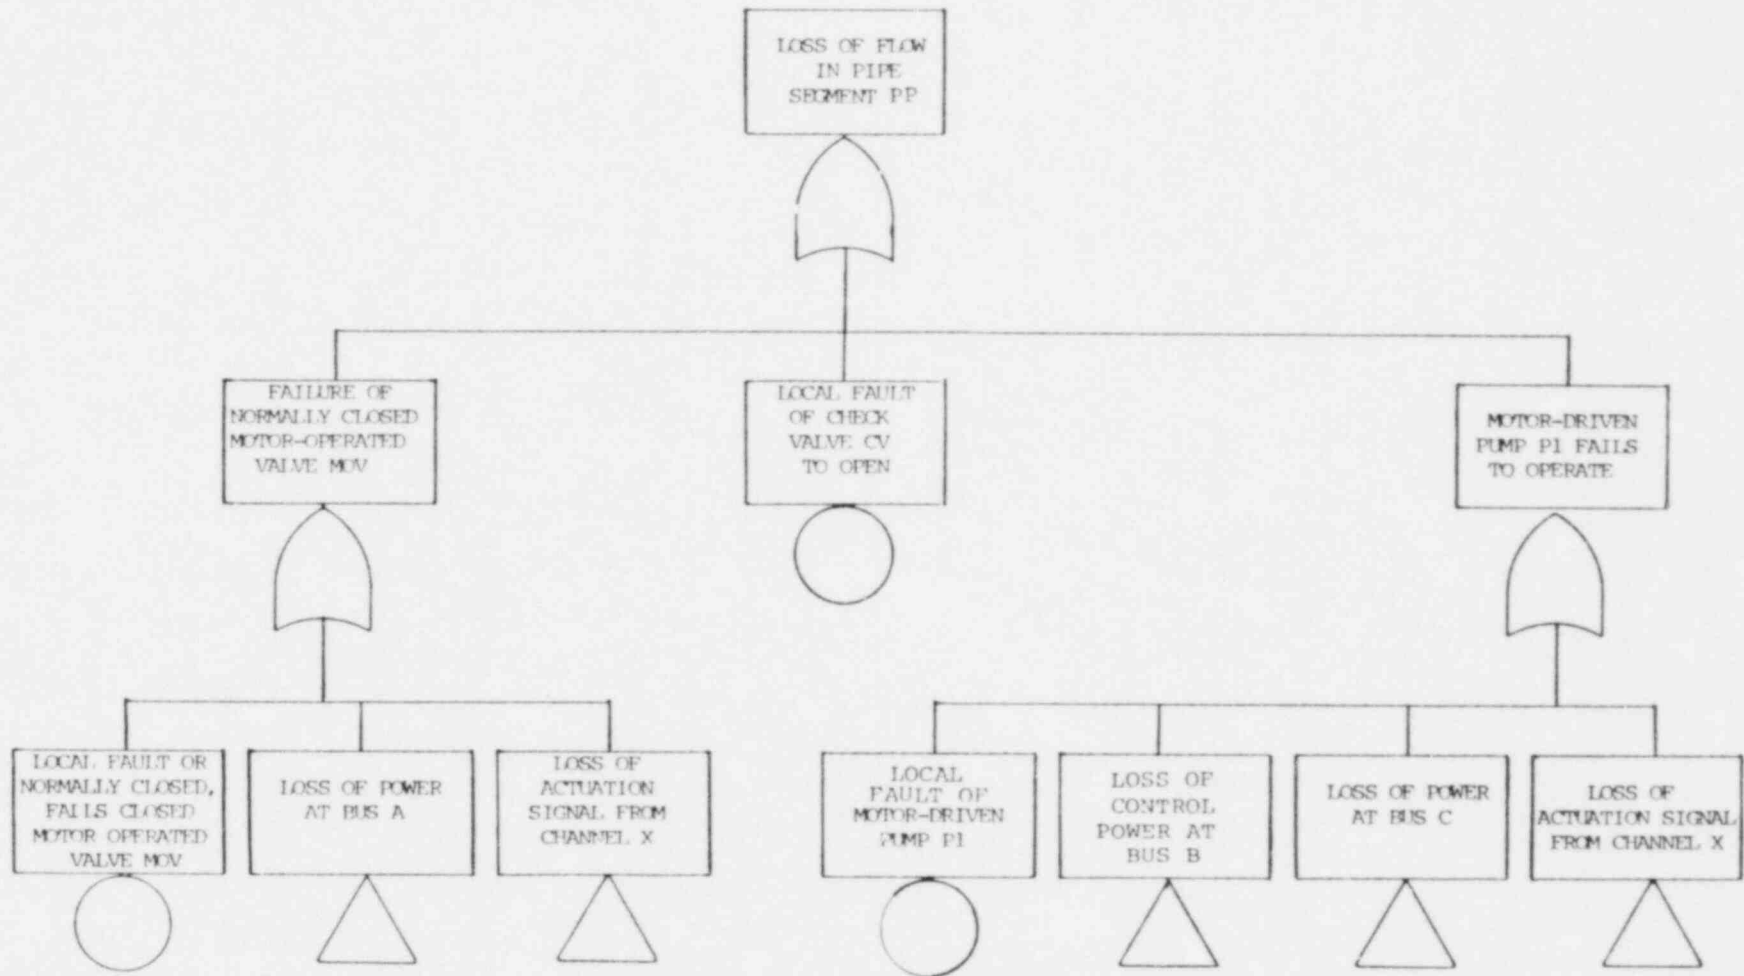 LOSS OF FLOW
IN PIPE
SEGMENT PP
FAILURE OF
NORMALLY CLOSED
MOTOR-OPERATED
VALVE MOV
LOCAL FAULT
OF CHECK
VALVE CV
TO OPEN
MOTOR-DRIVEN
PUMP P1 FAILS
TO OPERATE
LOCAL FAULT OR
NORMALLY CLOSED,
FAILS CLOSED
MOTOR OPERATED
VALVE MOV
LOSS OF POWER
AT BUS A
LOSS OF
ACTUATION
SIGNAL FROM
CHANNEL X
LOCAL
FAULT OF
MOTOR-DRIVEN
PUMP P1
LOSS OF
CONTROL
POWER AT
BUS B
LOSS OF POWER
AT BUS C
LOSS OF
ACTUATION SIGNAL
FROM CHANNEL X